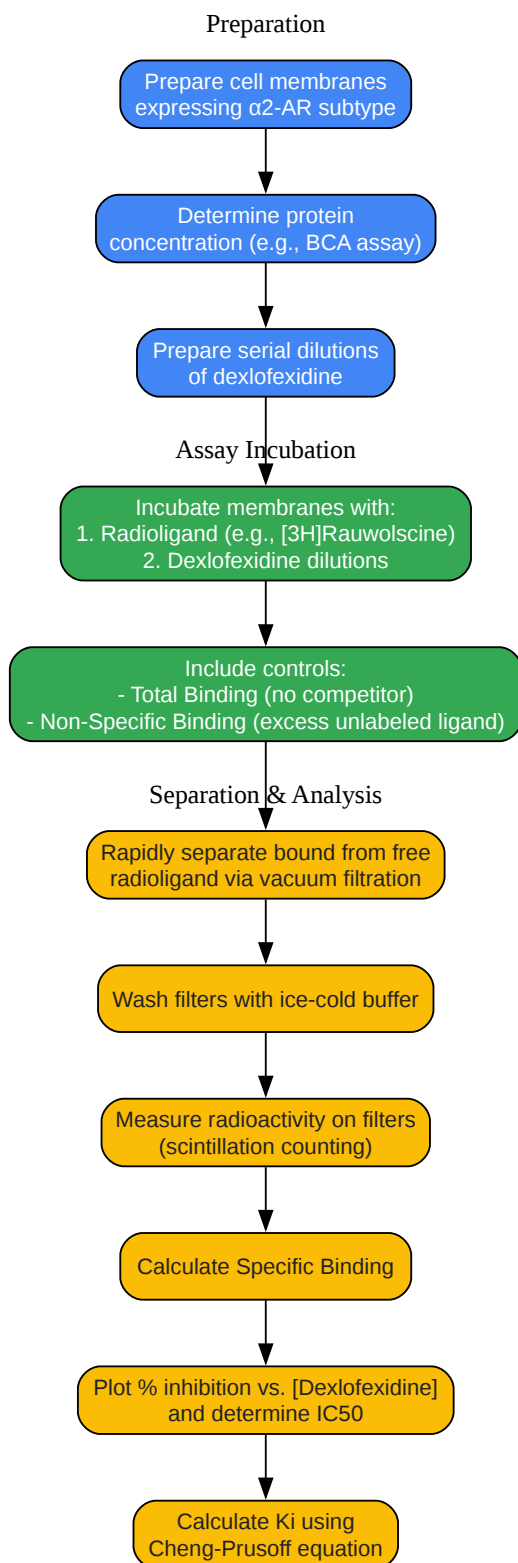 Preparation
Prepare cell membranes
expressing α2-AR subtype
Determine protein
concentration (e.g., BCA assay)
Prepare serial dilutions
of dexlofexidine
Assay Incubation
Incubate membranes with:
1. Radioligand (e.g., [3H]Rauwolscine)
2. Dexlofexidine dilutions
Include controls:
- Total Binding (no competitor)
- Non-Specific Binding (excess unlabeled ligand)
Separation & Analysis
Rapidly separate bound from free
radioligand via vacuum filtration
Wash filters with ice-cold buffer
Measure radioactivity on filters
(scintillation counting)
Calculate Specific Binding
Plot % inhibition vs. [Dexlofexidine]
and determine IC50
Calculate Ki using
Cheng-Prusoff equation